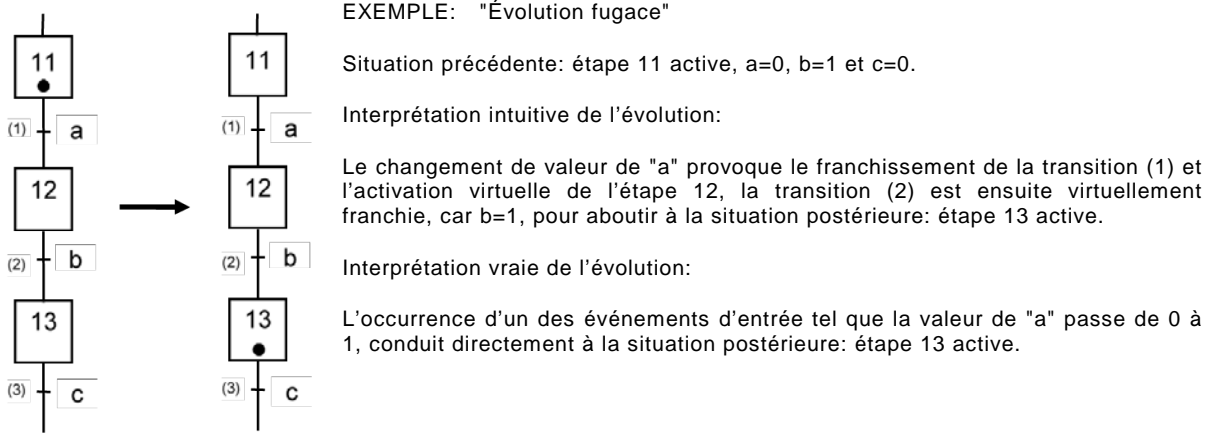 11
(1) a
12
(2) b
13
(3) c
11
(1) a
12
(2) b
13
(3) c
EXEMPLE: "Évolution fugace"
Situation précédente: étape 11 active, a=0, b=1 et c=0.
Interprétation intuitive de l'évolution:
Le changement de valeur de "a" provoque le franchissement de la transition (1) et
l'activation virtuelle de l'étape 12, la transition (2) est ensuite virtuellement
franchie, car b=1, pour aboutir à la situation postérieure: étape 13 active.
Interprétation vraie de l'évolution:
L'occurrence d'un des événements d'entrée tel que la valeur de "a" passe de 0 à
1, conduit directement à la situation postérieure: étape 13 active.